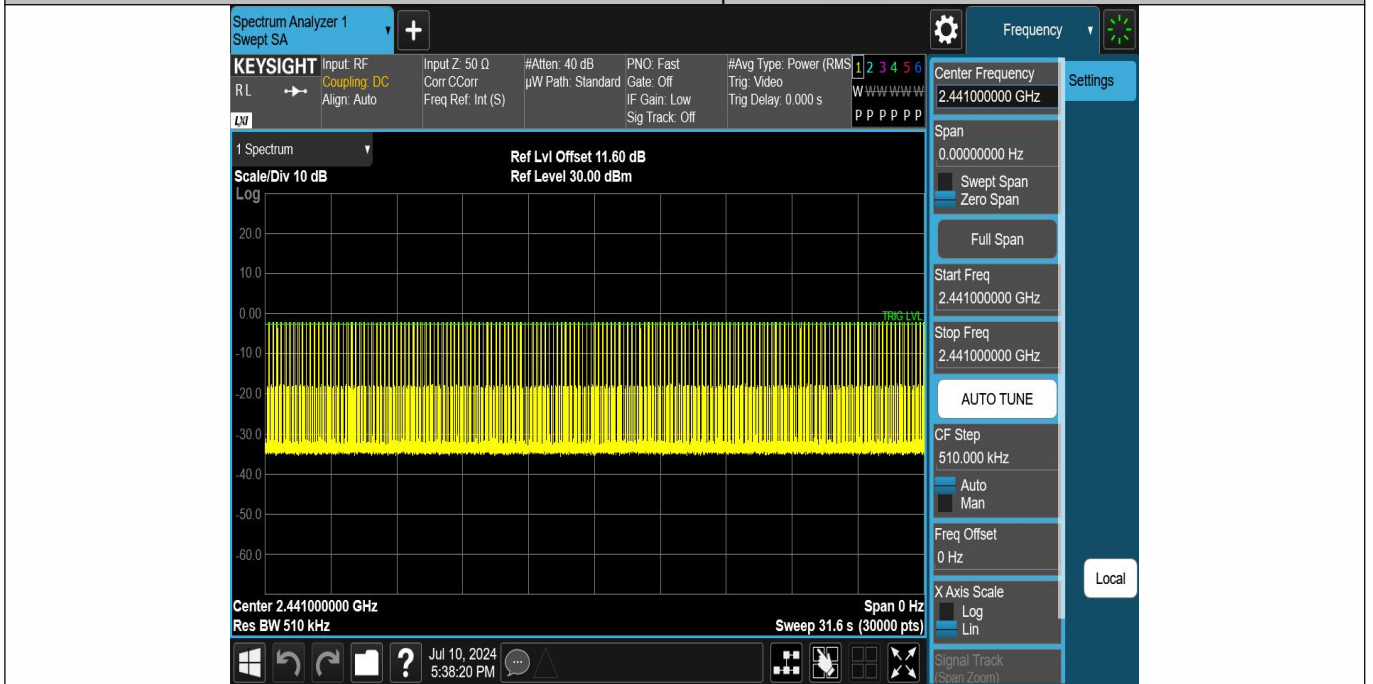 Spectrum Analyzer 1
Swept SA
+
Frequency
KEYSIGHT
RL
LXI
Input: RF
Coupling: DC
Align: Auto
Input Z: 50 Ω
Corr CCorr
Freq Ref: Int (S)
#Atten: 40 dB
µW Path: Standard
PNO: Fast
Gate: Off
IF Gain: Low
Sig Track: Off
#Avg Type: Power (RMS
Trig: Video
Trig Delay: 0.000 s
1 2 3 4 5 6
W W W W W W
P P P P P P
Center Frequency
2.441000000 GHz
Settings
Span
0.00000000 Hz
Swept Span
Zero Span
Full Span
Start Freq
2.441000000 GHz
Stop Freq
2.441000000 GHz
AUTO TUNE
CF Step
510.000 kHz
Auto
Man
Freq Offset
0 Hz
X Axis Scale
Log
Lin
Signal Track
(Span Zoom)
Local
1 Spectrum
Scale/Div 10 dB
Ref Lvl Offset 11.60 dB
Ref Level 30.00 dBm
Log
20.0
10.0
0.00
TRIG LVL
-10.0
-20.0
-30.0
-40.0
-50.0
-60.0
Center 2.441000000 GHz
Span 0 Hz
Res BW 510 kHz
Sweep 31.6 s (30000 pts)
?
Jul 10, 2024
5:38:20 PM